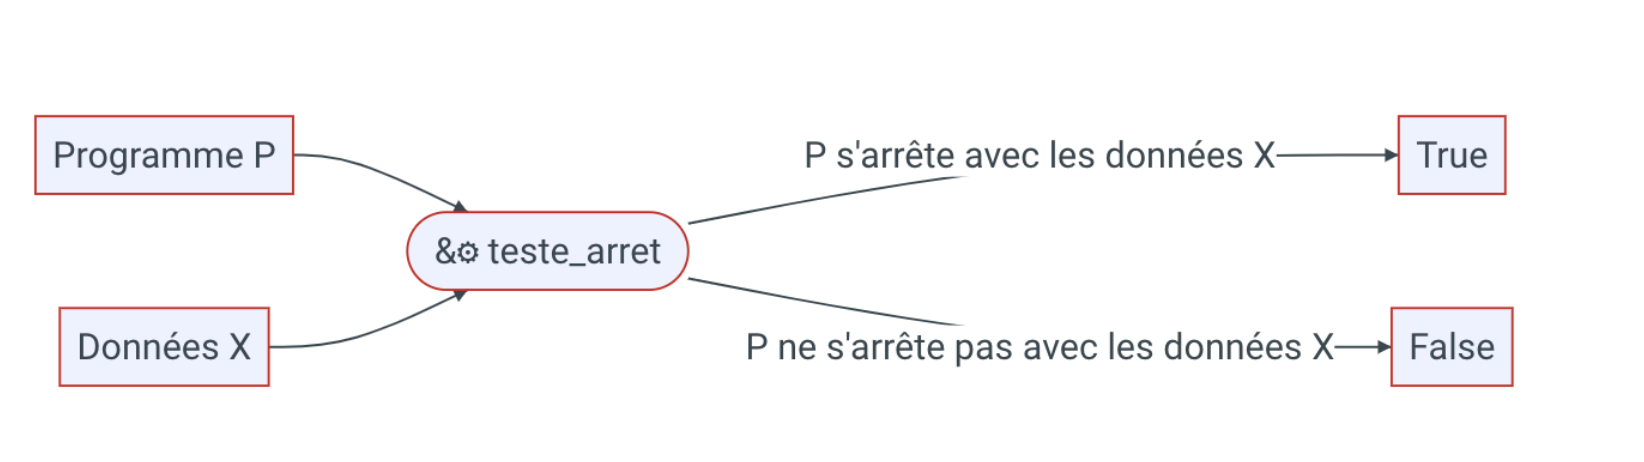 Programme P
P s'arrête avec les données X
True
&⚙ teste_arret
Données X
P ne s'arrête pas avec les données X
False